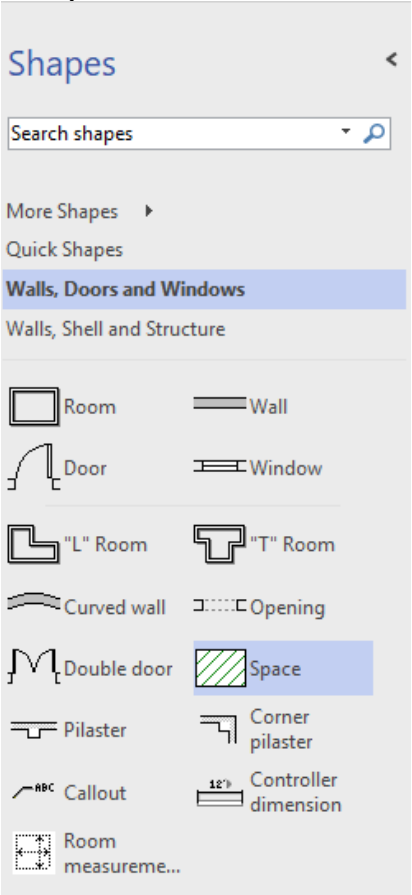 Shapes
Search shapes
More Shapes
Quick Shapes
Walls, Doors and Windows
Walls, Shell and Structure
Room
Wall
Door
Window
"L" Room
"T" Room
Curved wall
Opening
Double door
Space
Pilaster
Corner
pilaster
ABC
Callout
12'
Controller
dimension
Room
measureme...